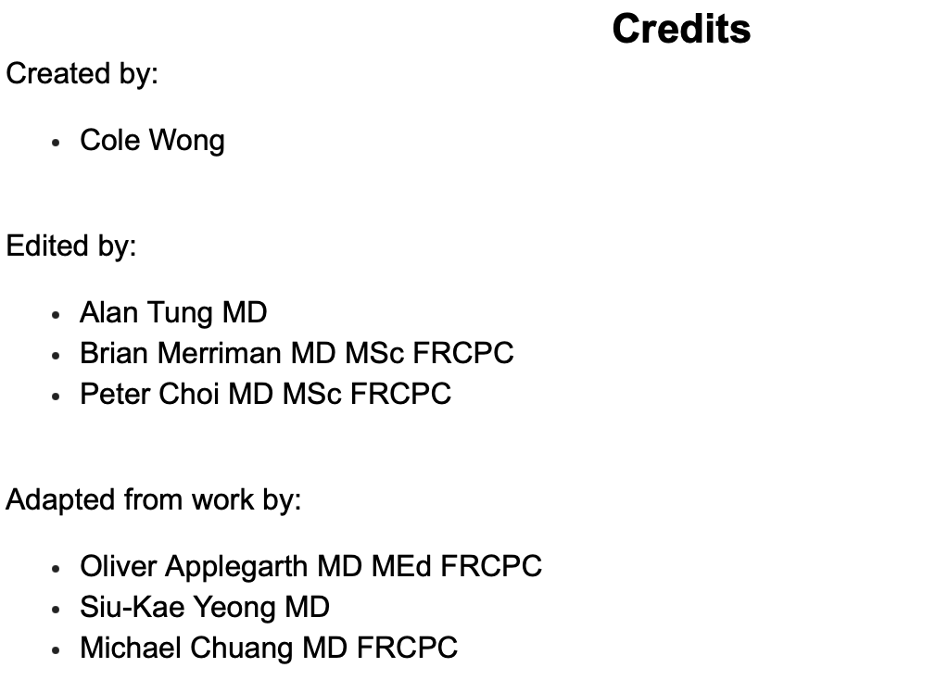 Credits
Created by:
• Cole Wong
Edited by:
• Alan Tung MD
• Brian Merriman MD MSc FRCPC
• Peter Choi MD MSc FRCPC
Adapted from work by:
• Oliver Applegarth MD MEd FRCPC
• Siu-Kae Yeong MD
• Michael Chuang MD FRCPC